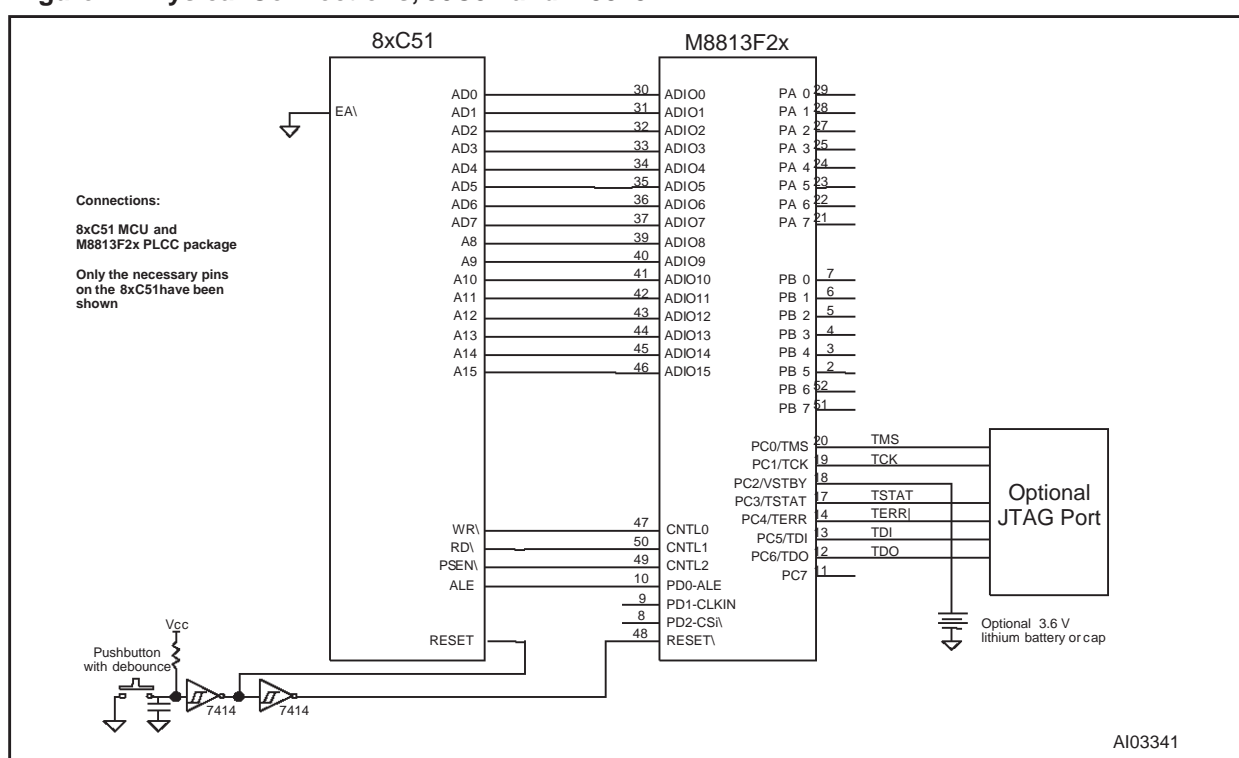 8xC51
M8813F2x
EA\
AD0 30 ADIO0
AD1 31 ADIO1
AD2 32 ADIO2
AD3 33 ADIO3
AD4 34 ADIO4
AD5 35 ADIO5
AD6 36 ADIO6
AD7 37 ADIO7
A8 39 ADIO8
A9 40 ADIO9
A10 41 ADIO10
A11 42 ADIO11
A12 43 ADIO12
A13 44 ADIO13
A14 45 ADIO14
A15 46 ADIO15
WR\ 47 CNTL0
RD\ 50 CNTL1
PSEN\ 49 CNTL2
ALE 10 PD0-ALE
9 PD1-CLKIN
8 PD2-CSi\
RESET 48 RESET\
PA 0 29
PA 1 28
PA 2 27
PA 3 25
PA 4 24
PA 5 23
PA 6 22
PA 7 21
PB 0 7
PB 1 6
PB 2 5
PB 3 4
PB 4 3
PB 5 2
PB 6 52
PB 7 51
PC0/TMS 20 TMS
PC1/TCK 19 TCK
PC2/VSTBY 18
PC3/TSTAT 17 TSTAT
PC4/TERR 14 TERR|
PC5/TDI 13 TDI
PC6/TDO 12 TDO
PC7 11
Optional
JTAG Port
Optional 3.6 V
lithium battery or cap
Connections:
8xC51 MCU and
M8813F2x PLCC package
Only the necessary pins
on the 8xC51have been
shown
Vcc
Pushbutton
with debounce
7414
7414
AI03341